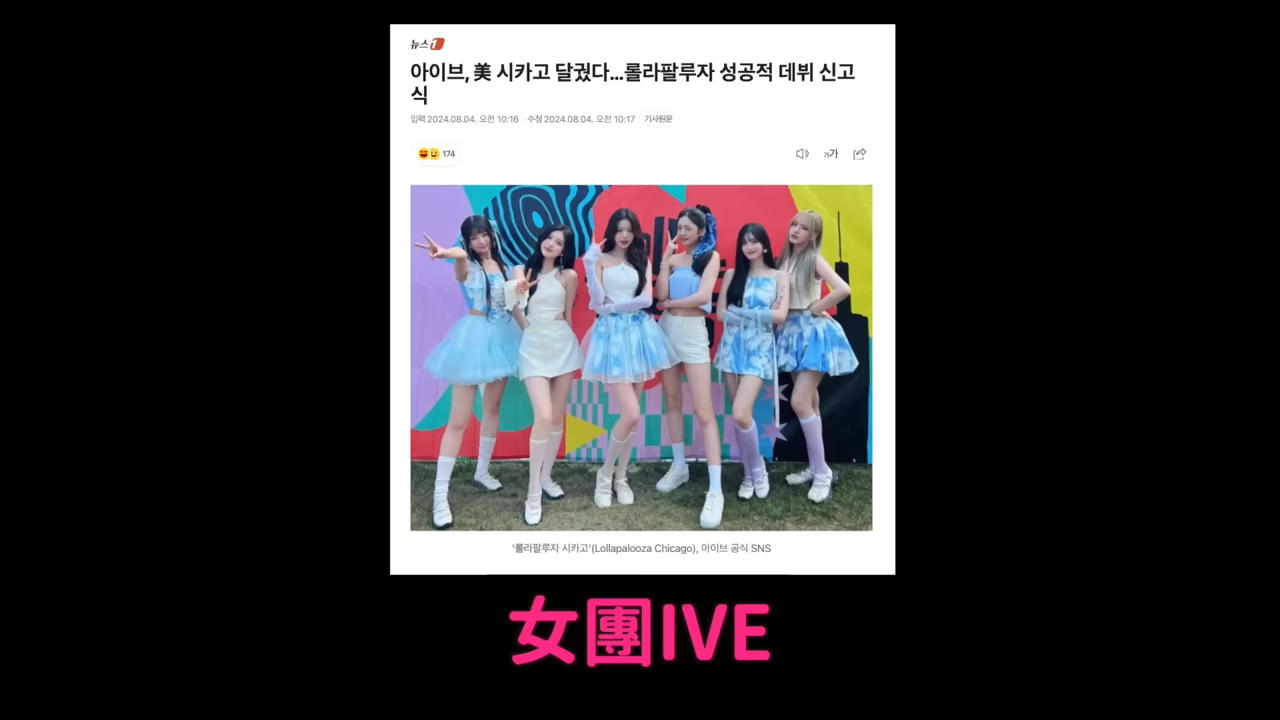 뉴스1
아이브, 美 시카고 달궜다...롤라팔루자 성공적 데뷔 신고
식
입력 2024.08.04. 오전 10:16 · 수정 2024.08.04. 오전 10:17 기사원문
174
가가
'롤라팔루자 시카고'(Lollapalooza Chicago), 아이브 공식 SNS
女團IVE